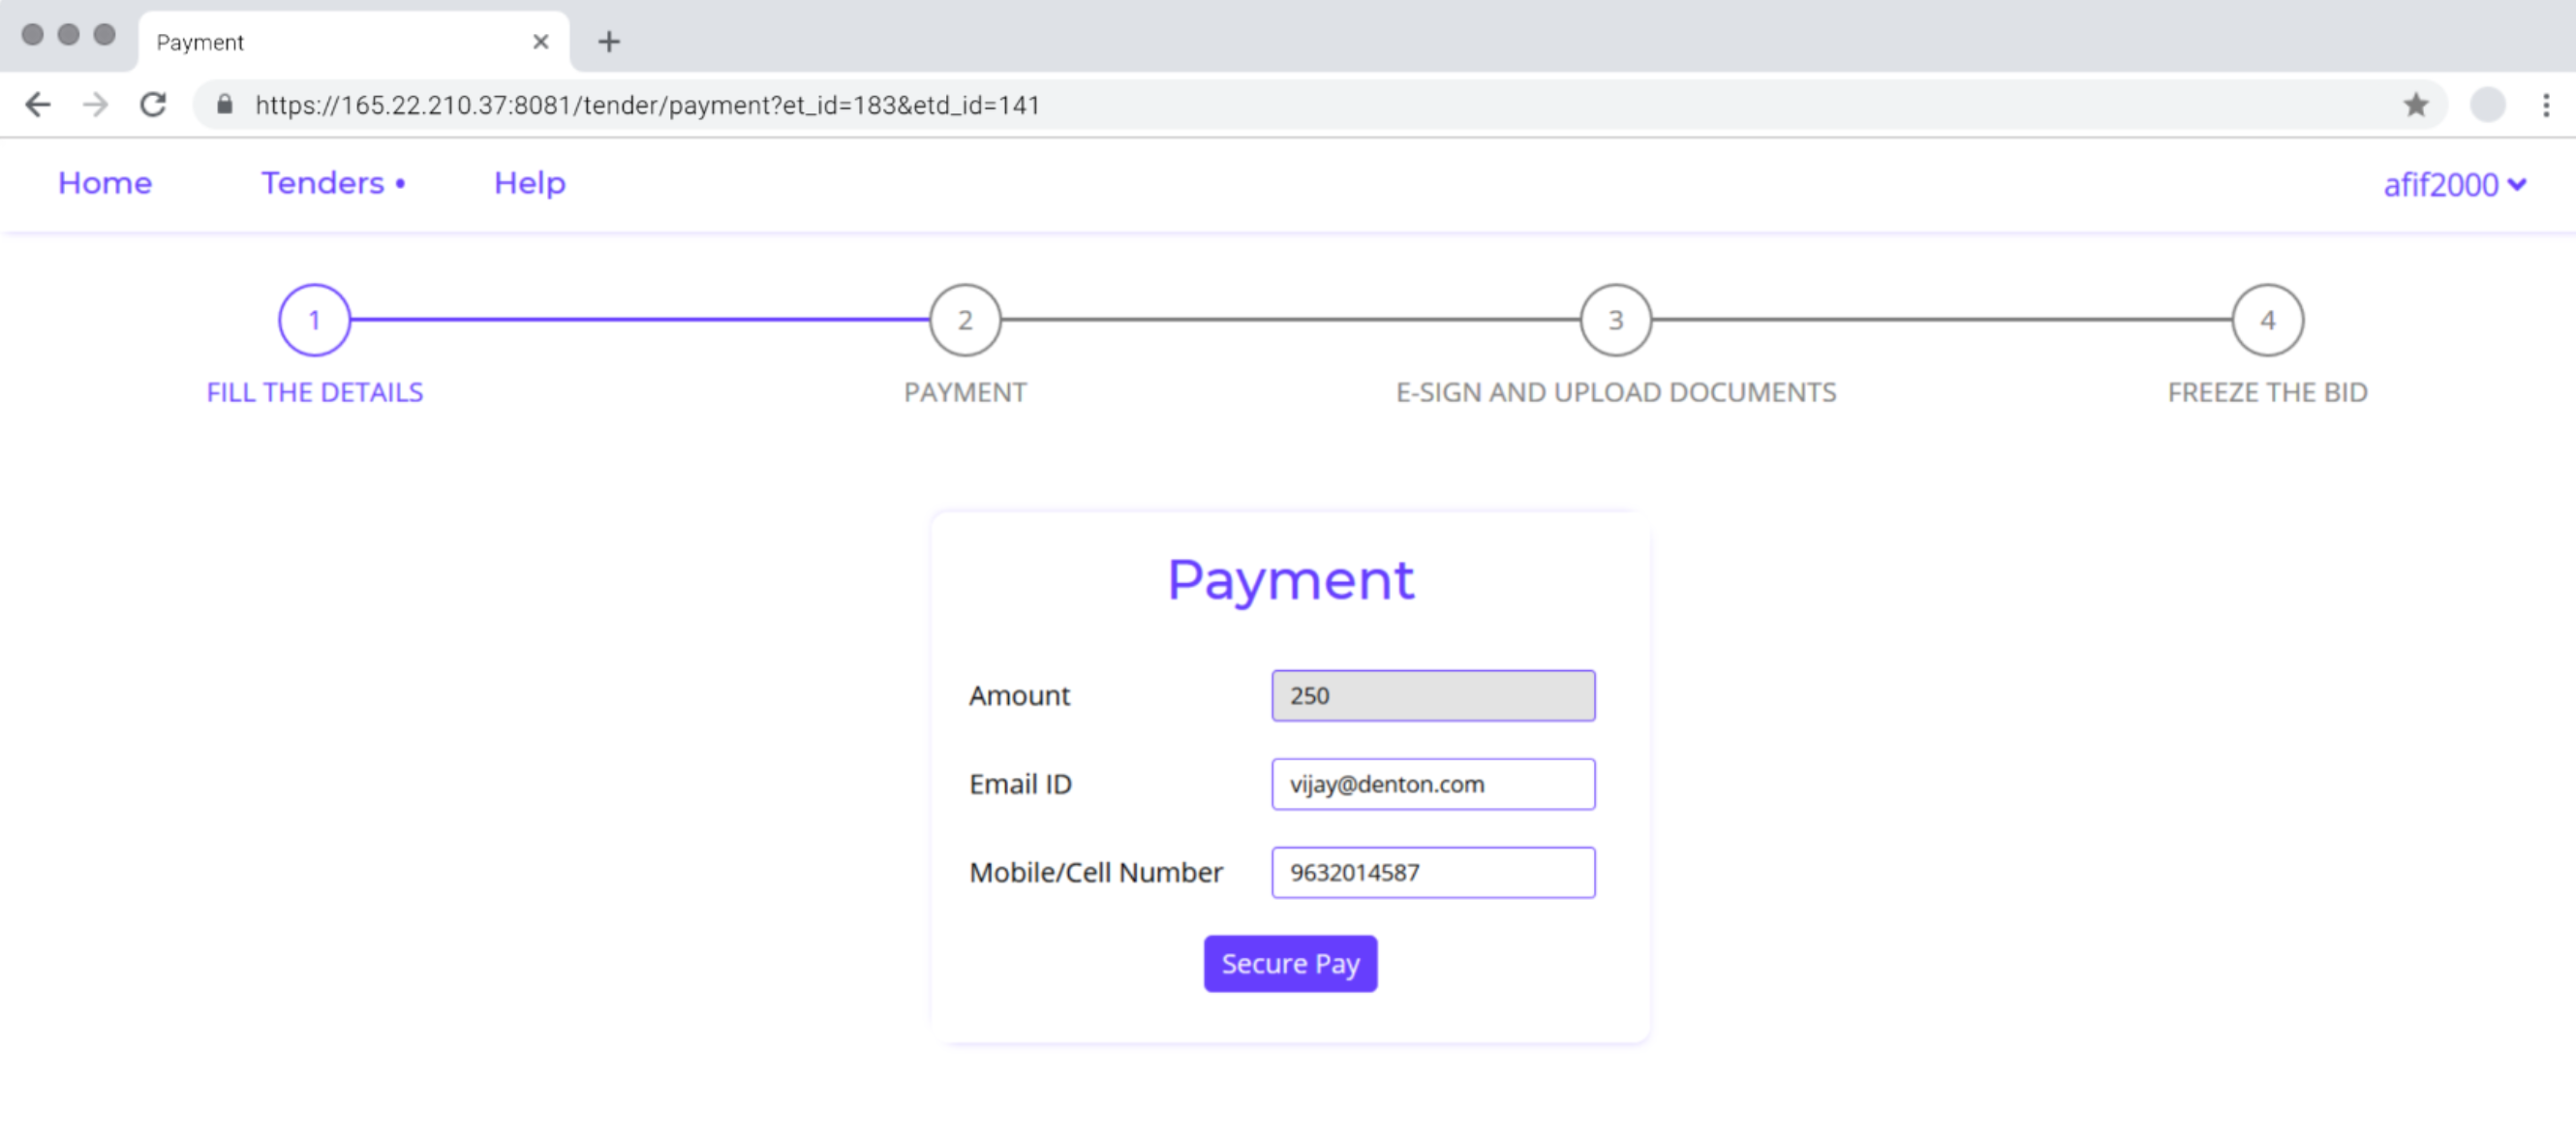 Payment
https://165.22.210.37:8081/tender/payment?et_id=183&etd_id=141
Home Tenders • Help afif2000
1 2 3 4
FILL THE DETAILS PAYMENT E-SIGN AND UPLOAD DOCUMENTS FREEZE THE BID
Payment
Amount 250
Email ID vijay@denton.com
Mobile/Cell Number 9632014587
Secure Pay